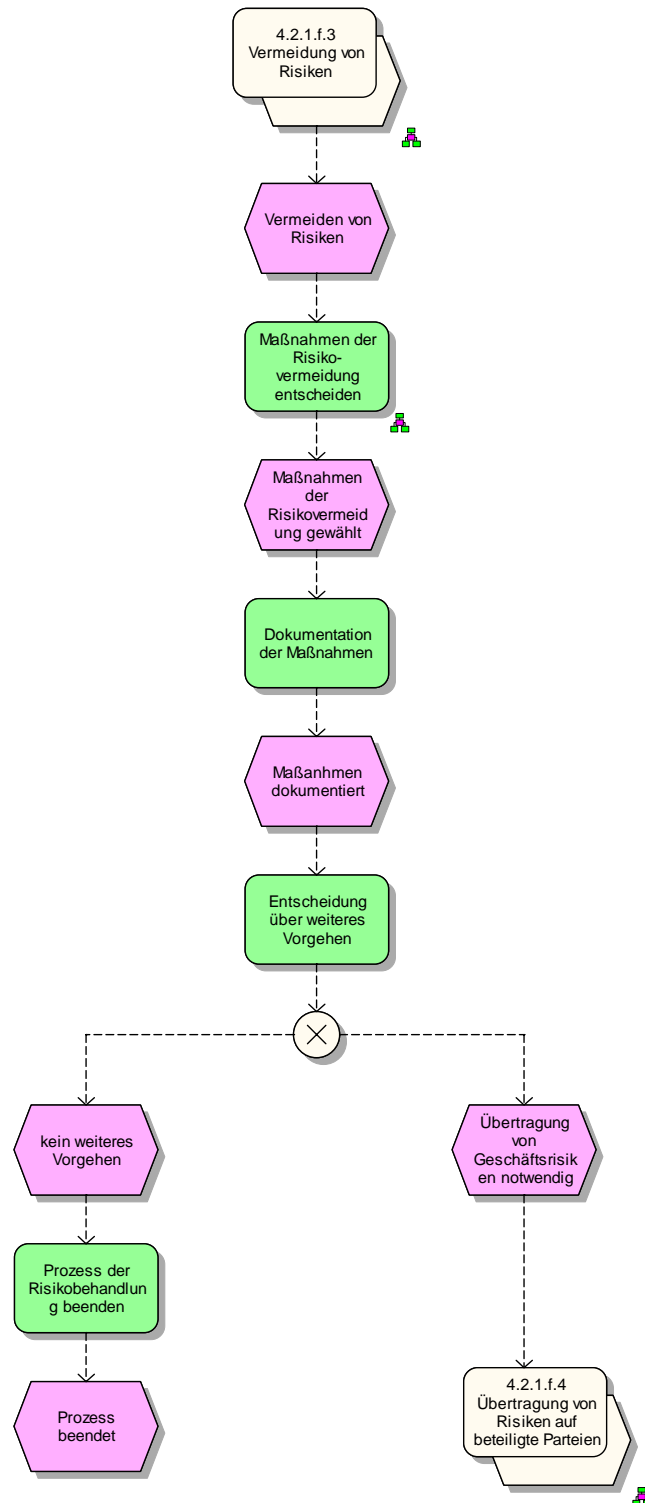 4.2.1.f.3
Vermeidung von
Risiken
Vermeiden von
Risiken
Maßnahmen der
Risiko-
vermeidung
entscheiden
Maßnahmen
der
Risikovermeid
ung gewählt
Dokumentation
der Maßnahmen
Maßanhmen
dokumentiert
Entscheidung
über weiteres
Vorgehen
kein weiteres
Vorgehen
Übertragung
von
Geschäftsrisik
en notwendig
Prozess der
Risikobehandlun
g beenden
Prozess
beendet
4.2.1.f.4
Übertragung von
Risiken auf
beteiligte Parteien